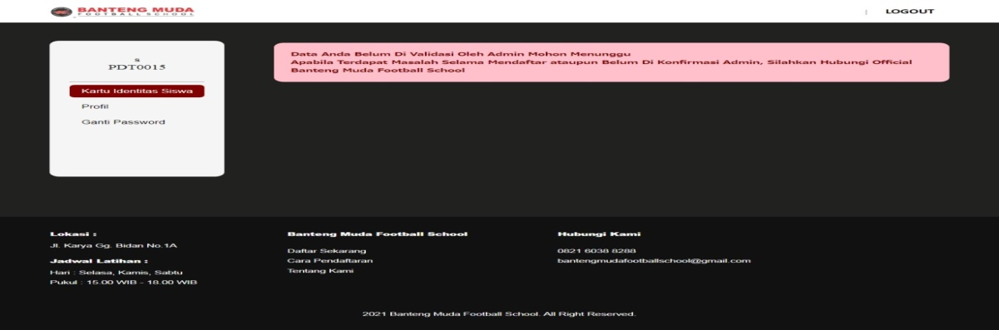 BANTENG MUDA
FOOTBALL SCHOOL
LOGOUT
s
PDT0015
Kartu Identitas Siswa
Profil
Ganti Password
Data Anda Belum Di Validasi Oleh Admin Mohon Menunggu
Apabila Terdapat Masalah Selama Mendaftar ataupun Belum Di Konfirmasi Admin, Silahkan Hubungi Official
Banteng Muda Football School
Lokasi :
Jl. Karya Gg. Bidan No.1A
Jadwal Latihan :
Hari : Selasa, Kamis, Sabtu
Pukul : 15.00 WIB - 18.00 WIB
Banteng Muda Football School
Daftar Sekarang
Cara Pendaftaran
Tentang Kami
Hubungi Kami
0821 6038 8288
bantengmudafootballschool@gmail.com
2021 Banteng Muda Football School. All Right Reserved.